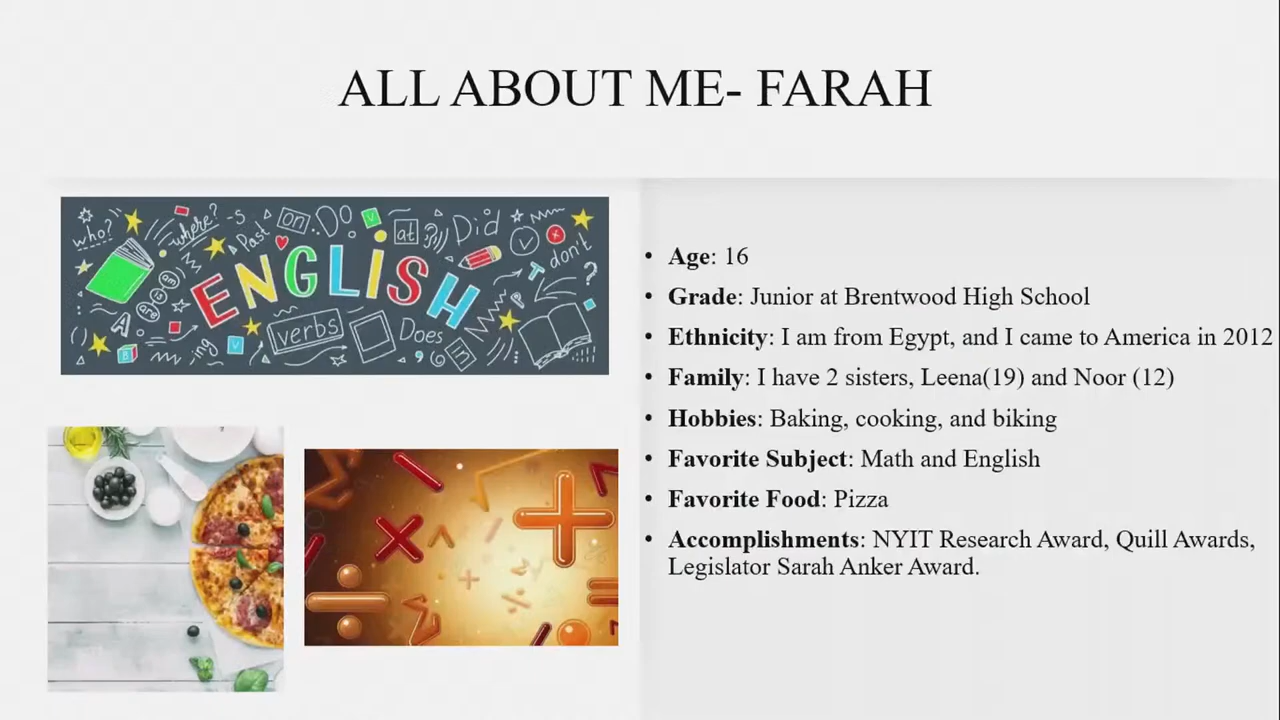 ALL ABOUT ME- FARAH
who?
where?
-s
Past
on
Do
v
at
Did
don't
?
ENGLISH
A
B
ing
verbs
Does
are
• Age: 16
• Grade: Junior at Brentwood High School
• Ethnicity: I am from Egypt, and I came to America in 2012
• Family: I have 2 sisters, Leena(19) and Noor (12)
• Hobbies: Baking, cooking, and biking
• Favorite Subject: Math and English
• Favorite Food: Pizza
• Accomplishments: NYIT Research Award, Quill Awards,
Legislator Sarah Anker Award.